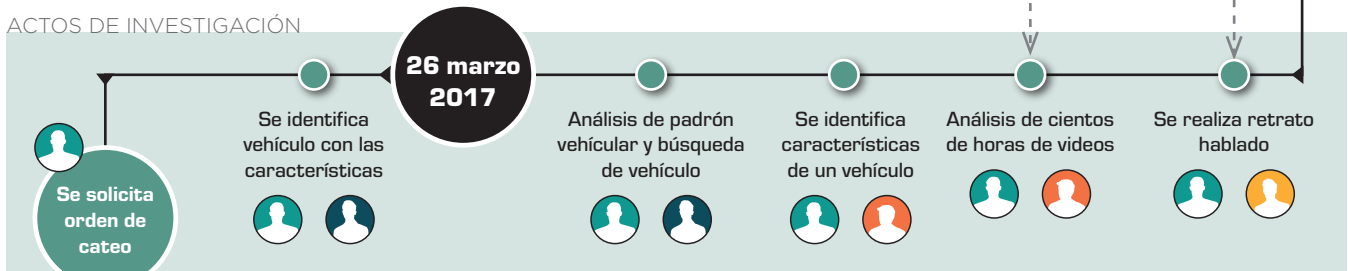 ACTOS DE INVESTIGACIÓN
26 marzo
2017
Se identifica
vehículo con las
características
Análisis de padrón
vehícular y búsqueda
de vehículo
Se identifica
características
de un vehículo
Análisis de cientos
de horas de videos
Se realiza retrato
hablado
Se solicita
orden de
cateo